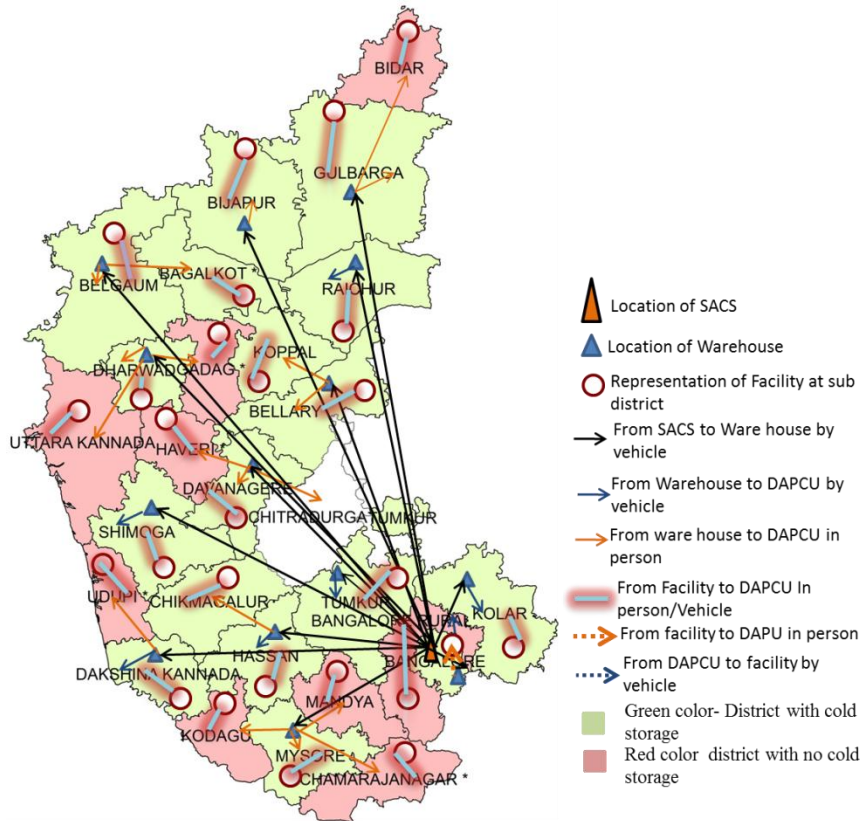 BIDAR
GULBARGA
BIJAPUR
BAGALKOT *
BELGAUM
RAICHUR
KOPPAL
DHARWADGADAG *
BELLARY
UTTARA KANNADA
HAVERI
DAVANAGERE
CHITRADURGATUMKUR
SHIMOGA
UDUPI *
CHIKMAGALUR
TUMKUR
BANGALORE RURAL
KOLAR
HASSAN
BANGALORE
DAKSHINA KANNADA
MANDYA
KODAGU
MYSORE
CHAMARAJANAGAR *
Location of SACS
Location of Warehouse
Representation of Facility at sub
district
From SACS to Ware house by
vehicle
From Warehouse to DAPCU by
vehicle
From ware house to DAPCU in
person
From Facility to DAPCU In
person/Vehicle
From facility to DAPU in person
From DAPCU to facility by
vehicle
Green color- District with cold
storage
Red color district with no cold
storage